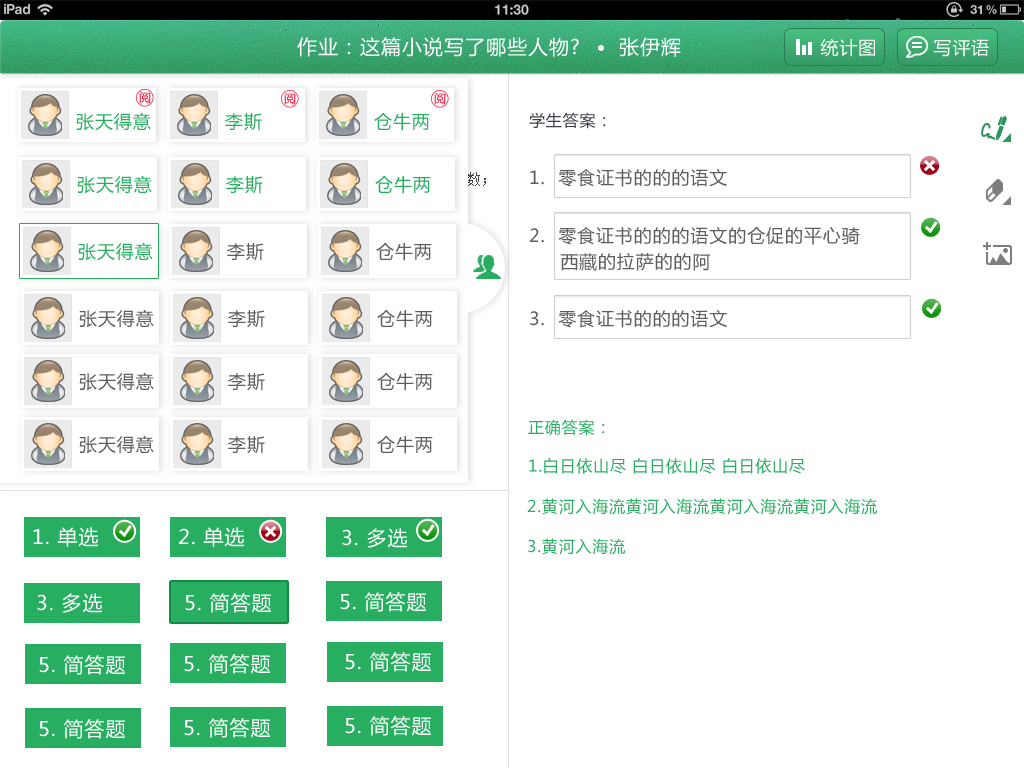 iPad 11:30 31%
作业：这篇小说写了哪些人物？ • 张伊辉 统计图 写评语
张天得意 阅 李斯 阅 仓牛两 阅
张天得意 李斯 仓牛两
数；
张天得意 李斯 仓牛两
张天得意 李斯 仓牛两
张天得意 李斯 仓牛两
张天得意 李斯 仓牛两
1. 单选 2. 单选 3. 多选
3. 多选 5. 简答题 5. 简答题
5. 简答题 5. 简答题 5. 简答题
5. 简答题 5. 简答题 5. 简答题
学生答案：
1. 零食证书的的的语文
2. 零食证书的的的语文的仓促的平心骑
西藏的拉萨的的阿
3. 零食证书的的的语文
正确答案：
1.白日依山尽 白日依山尽 白日依山尽
2.黄河入海流黄河入海流黄河入海流黄河入海流
3.黄河入海流